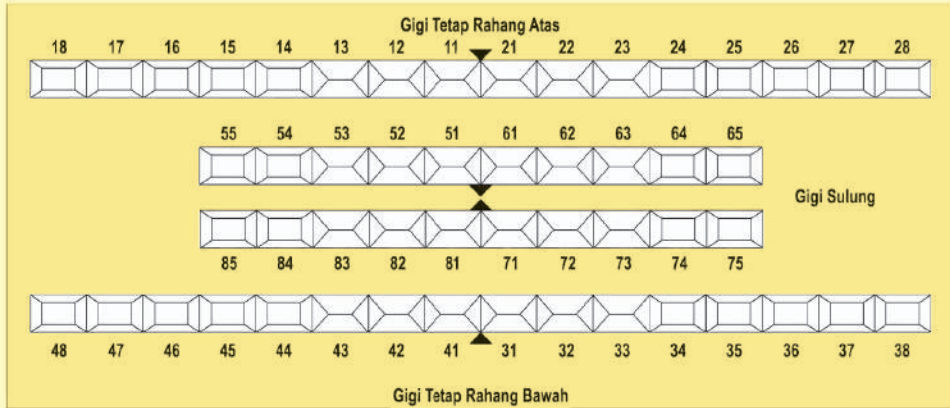 Gigi Tetap Rahang Atas
18 17 16 15 14 13 12 11 21 22 23 24 25 26 27 28
55 54 53 52 51 61 62 63 64 65
Gigi Sulung
85 84 83 82 81 71 72 73 74 75
48 47 46 45 44 43 42 41 31 32 33 34 35 36 37 38
Gigi Tetap Rahang Bawah